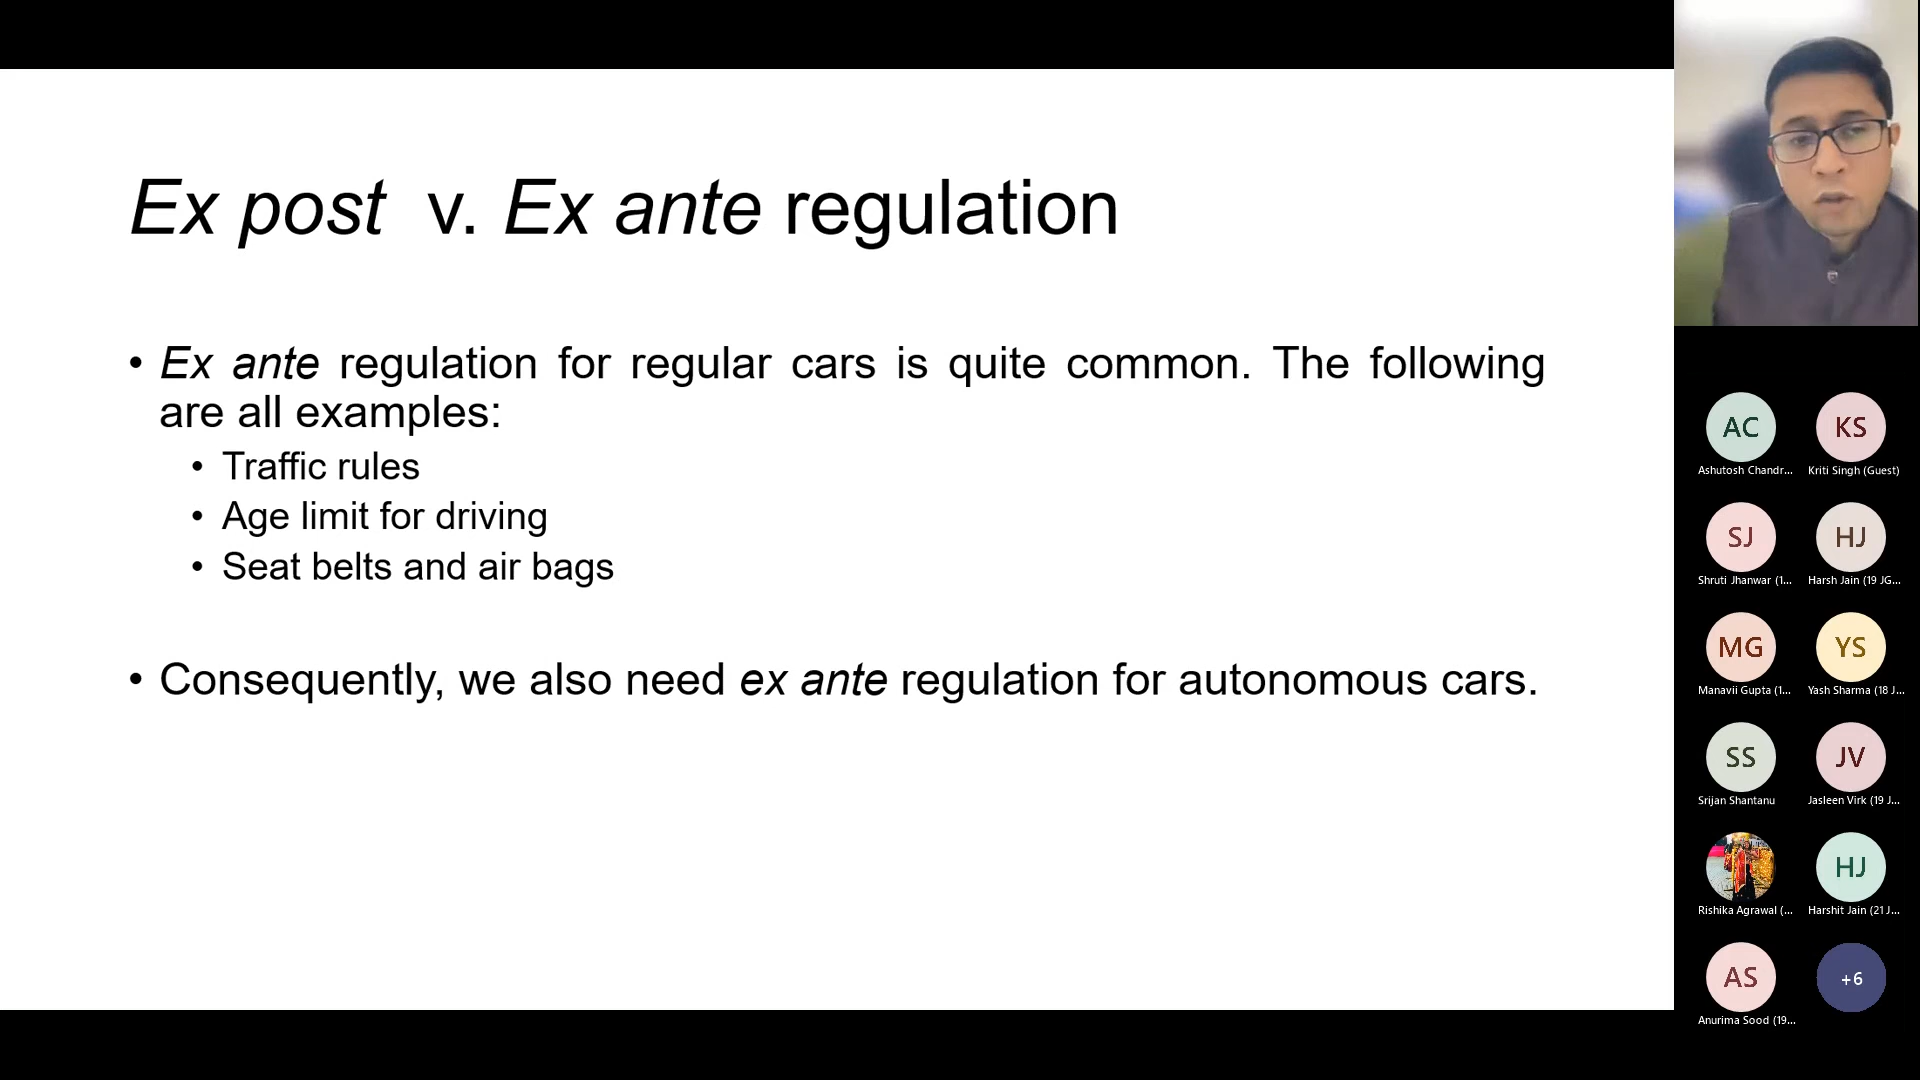 Ex post v. Ex ante regulation
• Ex ante regulation for regular cars is quite common. The following
are all examples:
• Traffic rules
• Age limit for driving
• Seat belts and air bags
• Consequently, we also need ex ante regulation for autonomous cars.
AC KS
Ashutosh Chandr... Kriti Singh (Guest)
SJ HJ
Shruti Jhanwar (1... Harsh Jain (19 JG...
MG YS
Manavii Gupta (1... Yash Sharma (18 J...
SS JV
Srijan Shantanu Jasleen Virk (19 J...
HJ
Rishika Agrawal (... Harshit Jain (21 J...
AS +6
Anurima Sood (19...